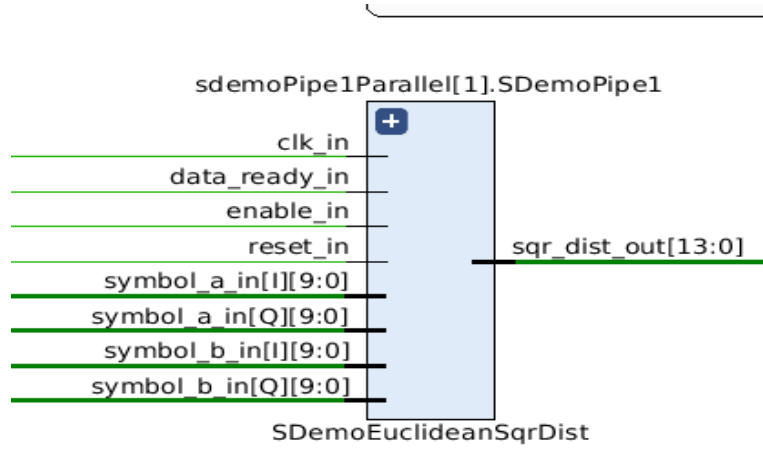 sdemoPipe1Parallel[1].SDemoPipe1
+
clk_in
data_ready_in
enable_in
reset_in
sqr_dist_out[13:0]
symbol_a_in[I][9:0]
symbol_a_in[Q][9:0]
symbol_b_in[I][9:0]
symbol_b_in[Q][9:0]
SDemoEuclideanSqrDist